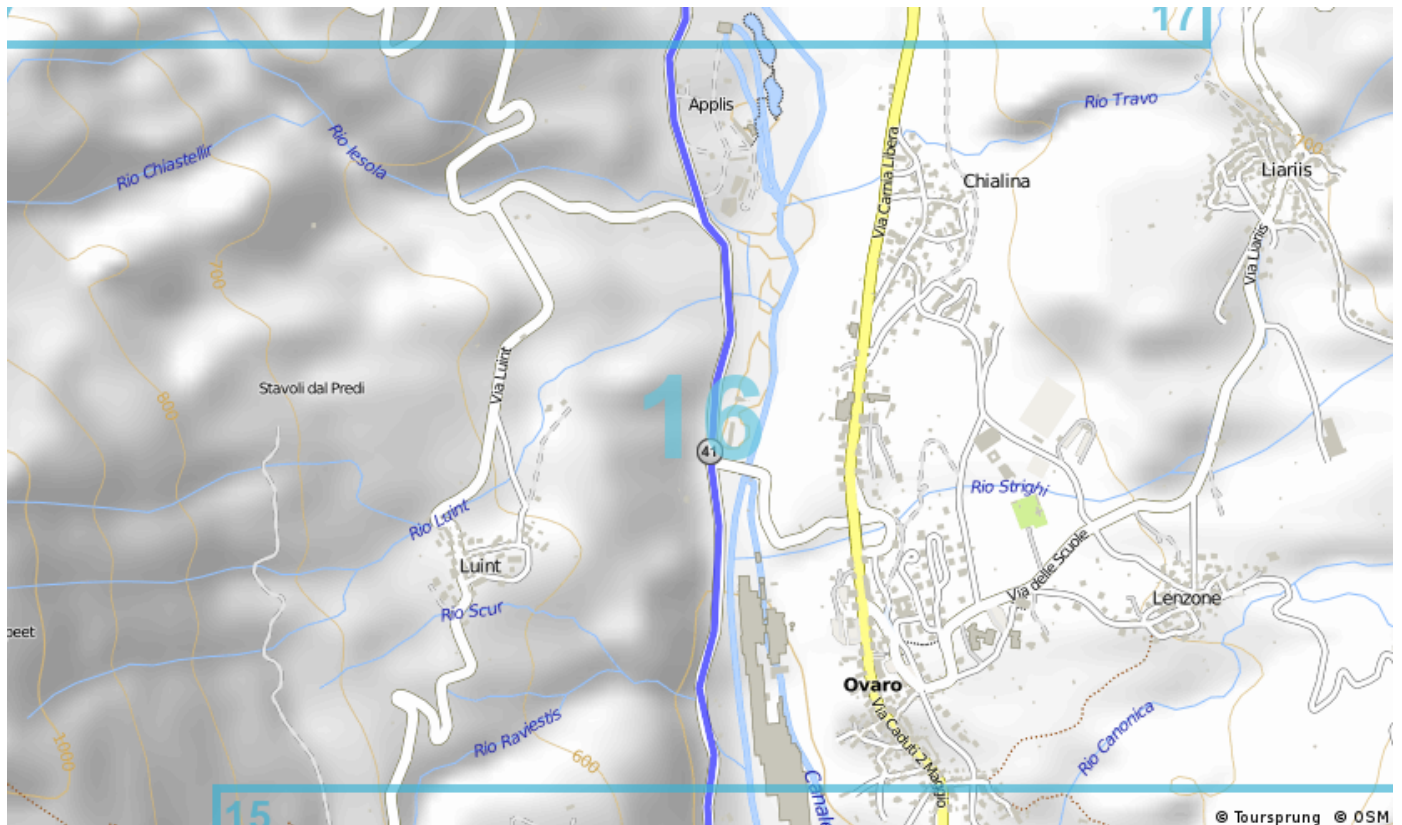 17
Applis
Rio Travo
Rio Chiastellir
Rio Iesola
Via Carnia Libera
Chialina
700
Liariis
Via Liariis
700
Via Luint
Stavoli dal Predi
800
16
41
Rio Strighi
Rio Luint
Luint
Via delle Scuole
Lenzone
Rio Scur
peet
Ovaro
Via Caduti 2 Maggio
Rio Canonica
Rio Raviestis
1000
600
Canale
15
© Toursprung © OSM